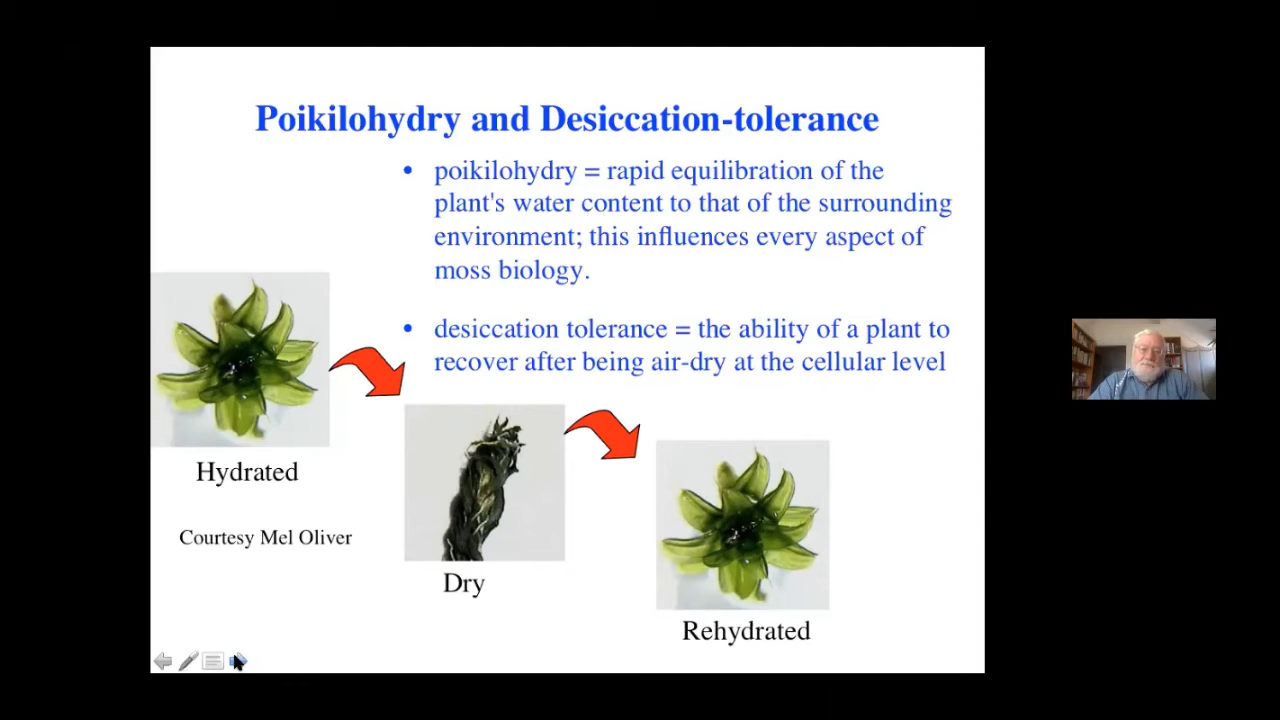 Poikilohydry and Desiccation-tolerance
• poikilohydry = rapid equilibration of the
plant's water content to that of the surrounding
environment; this influences every aspect of
moss biology.
• desiccation tolerance = the ability of a plant to
recover after being air-dry at the cellular level
Hydrated
Courtesy Mel Oliver
Dry
Rehydrated